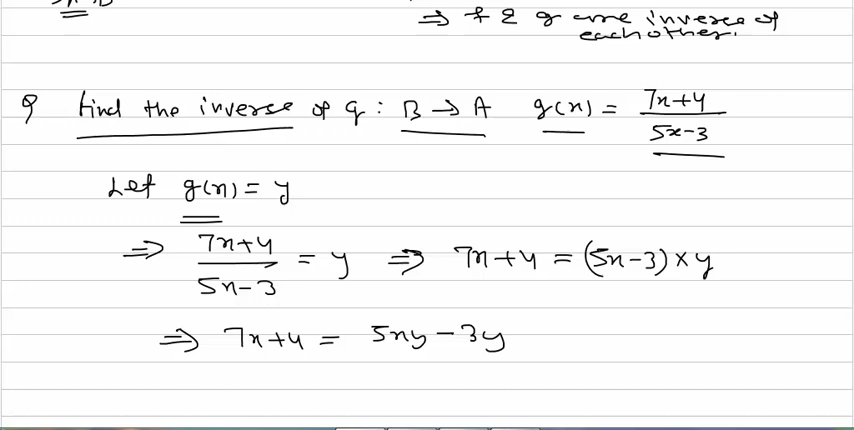 ⇒ f & g are inverse of
each other.
Q find the inverse of g : B → A g(x) = (7x+4)/(5x-3)
Let g(x) = y
⇒ (7x+4)/(5x-3) = y ⇒ 7x+4 = (5x-3) × y
⇒ 7x+4 = 5xy - 3y